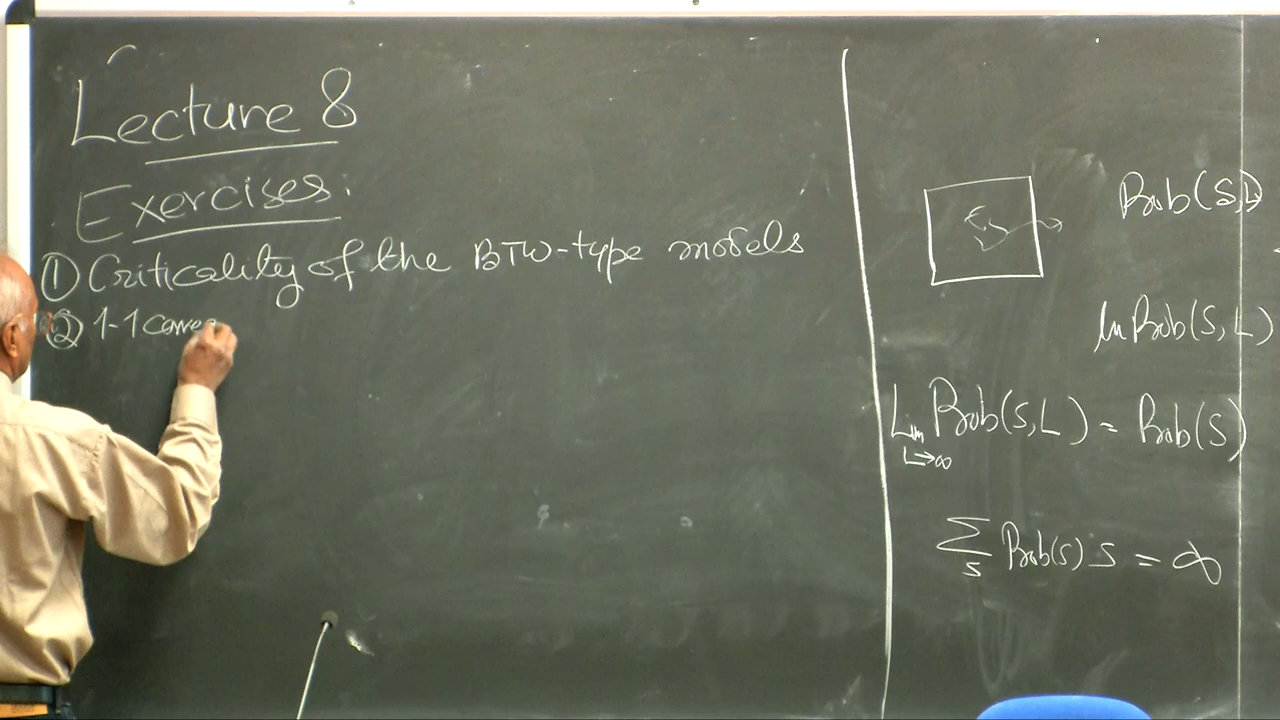 Lecture 8
Exercises:
① Criticality of the BTW-type models
② 1-1
Prob(S,L)
ln Prob(S,L)
Lim L→∞ Prob(S,L) = Prob(S)
∑ s Prob(s) s = ∞